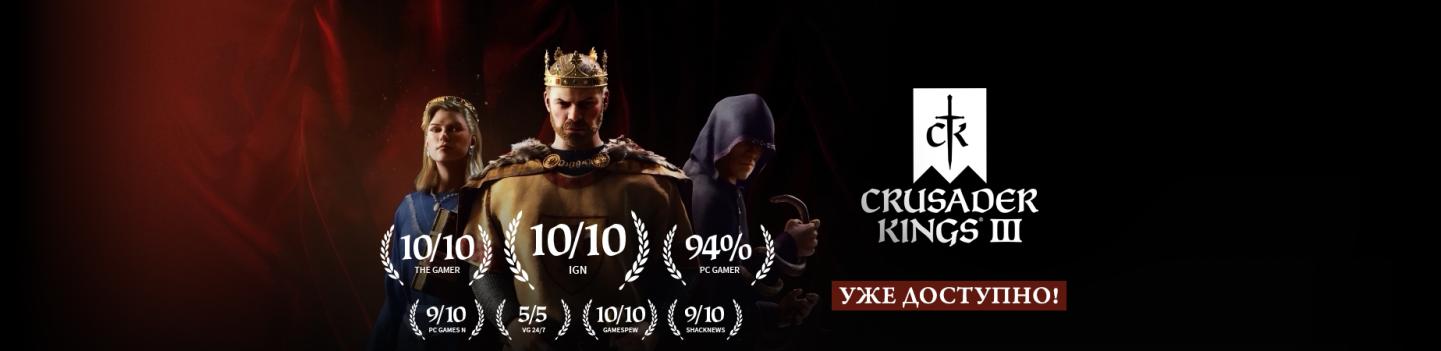 10/10
THE GAMER
10/10
IGN
94%
PC GAMER
9/10
PC GAMES N
5/5
VG 24/7
10/10
GAMESPEW
9/10
SHACKNEWS
CK
CRUSADER
KINGS® III
УЖЕ ДОСТУПНО!